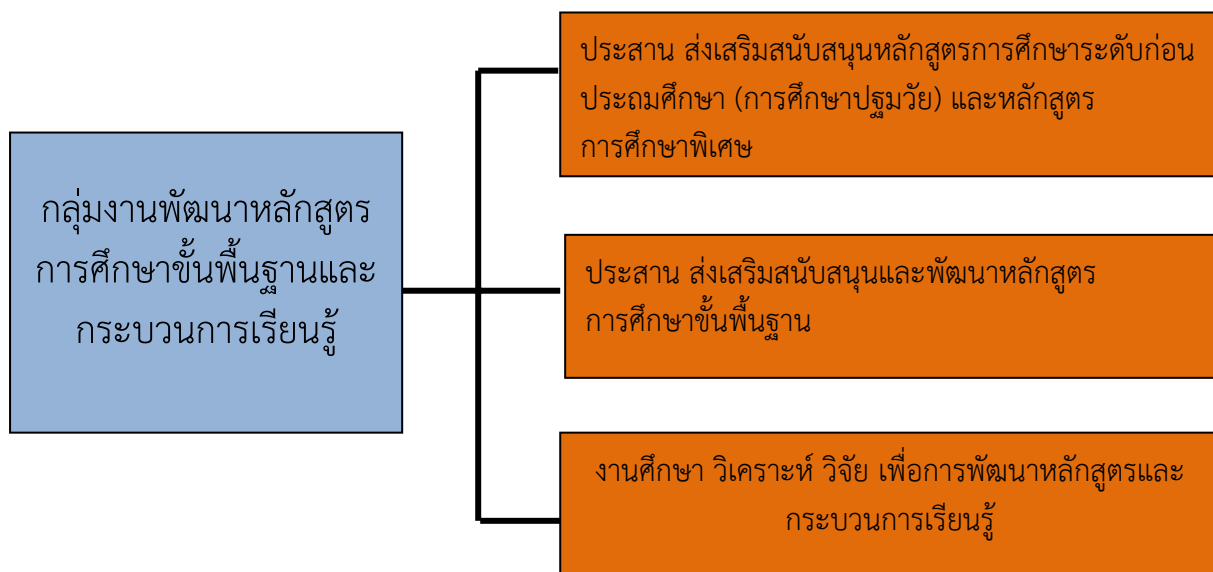 กลุ่มงานพัฒนาหลักสูตร
การศึกษาขั้นพื้นฐานและ
กระบวนการเรียนรู้
ประสาน ส่งเสริมสนับสนุนหลักสูตรการศึกษาระดับก่อน
ประถมศึกษา (การศึกษาปฐมวัย) และหลักสูตร
การศึกษาพิเศษ
ประสาน ส่งเสริมสนับสนุนและพัฒนาหลักสูตร
การศึกษาขั้นพื้นฐาน
งานศึกษา วิเคราะห์ วิจัย เพื่อการพัฒนาหลักสูตรและ
กระบวนการเรียนรู้